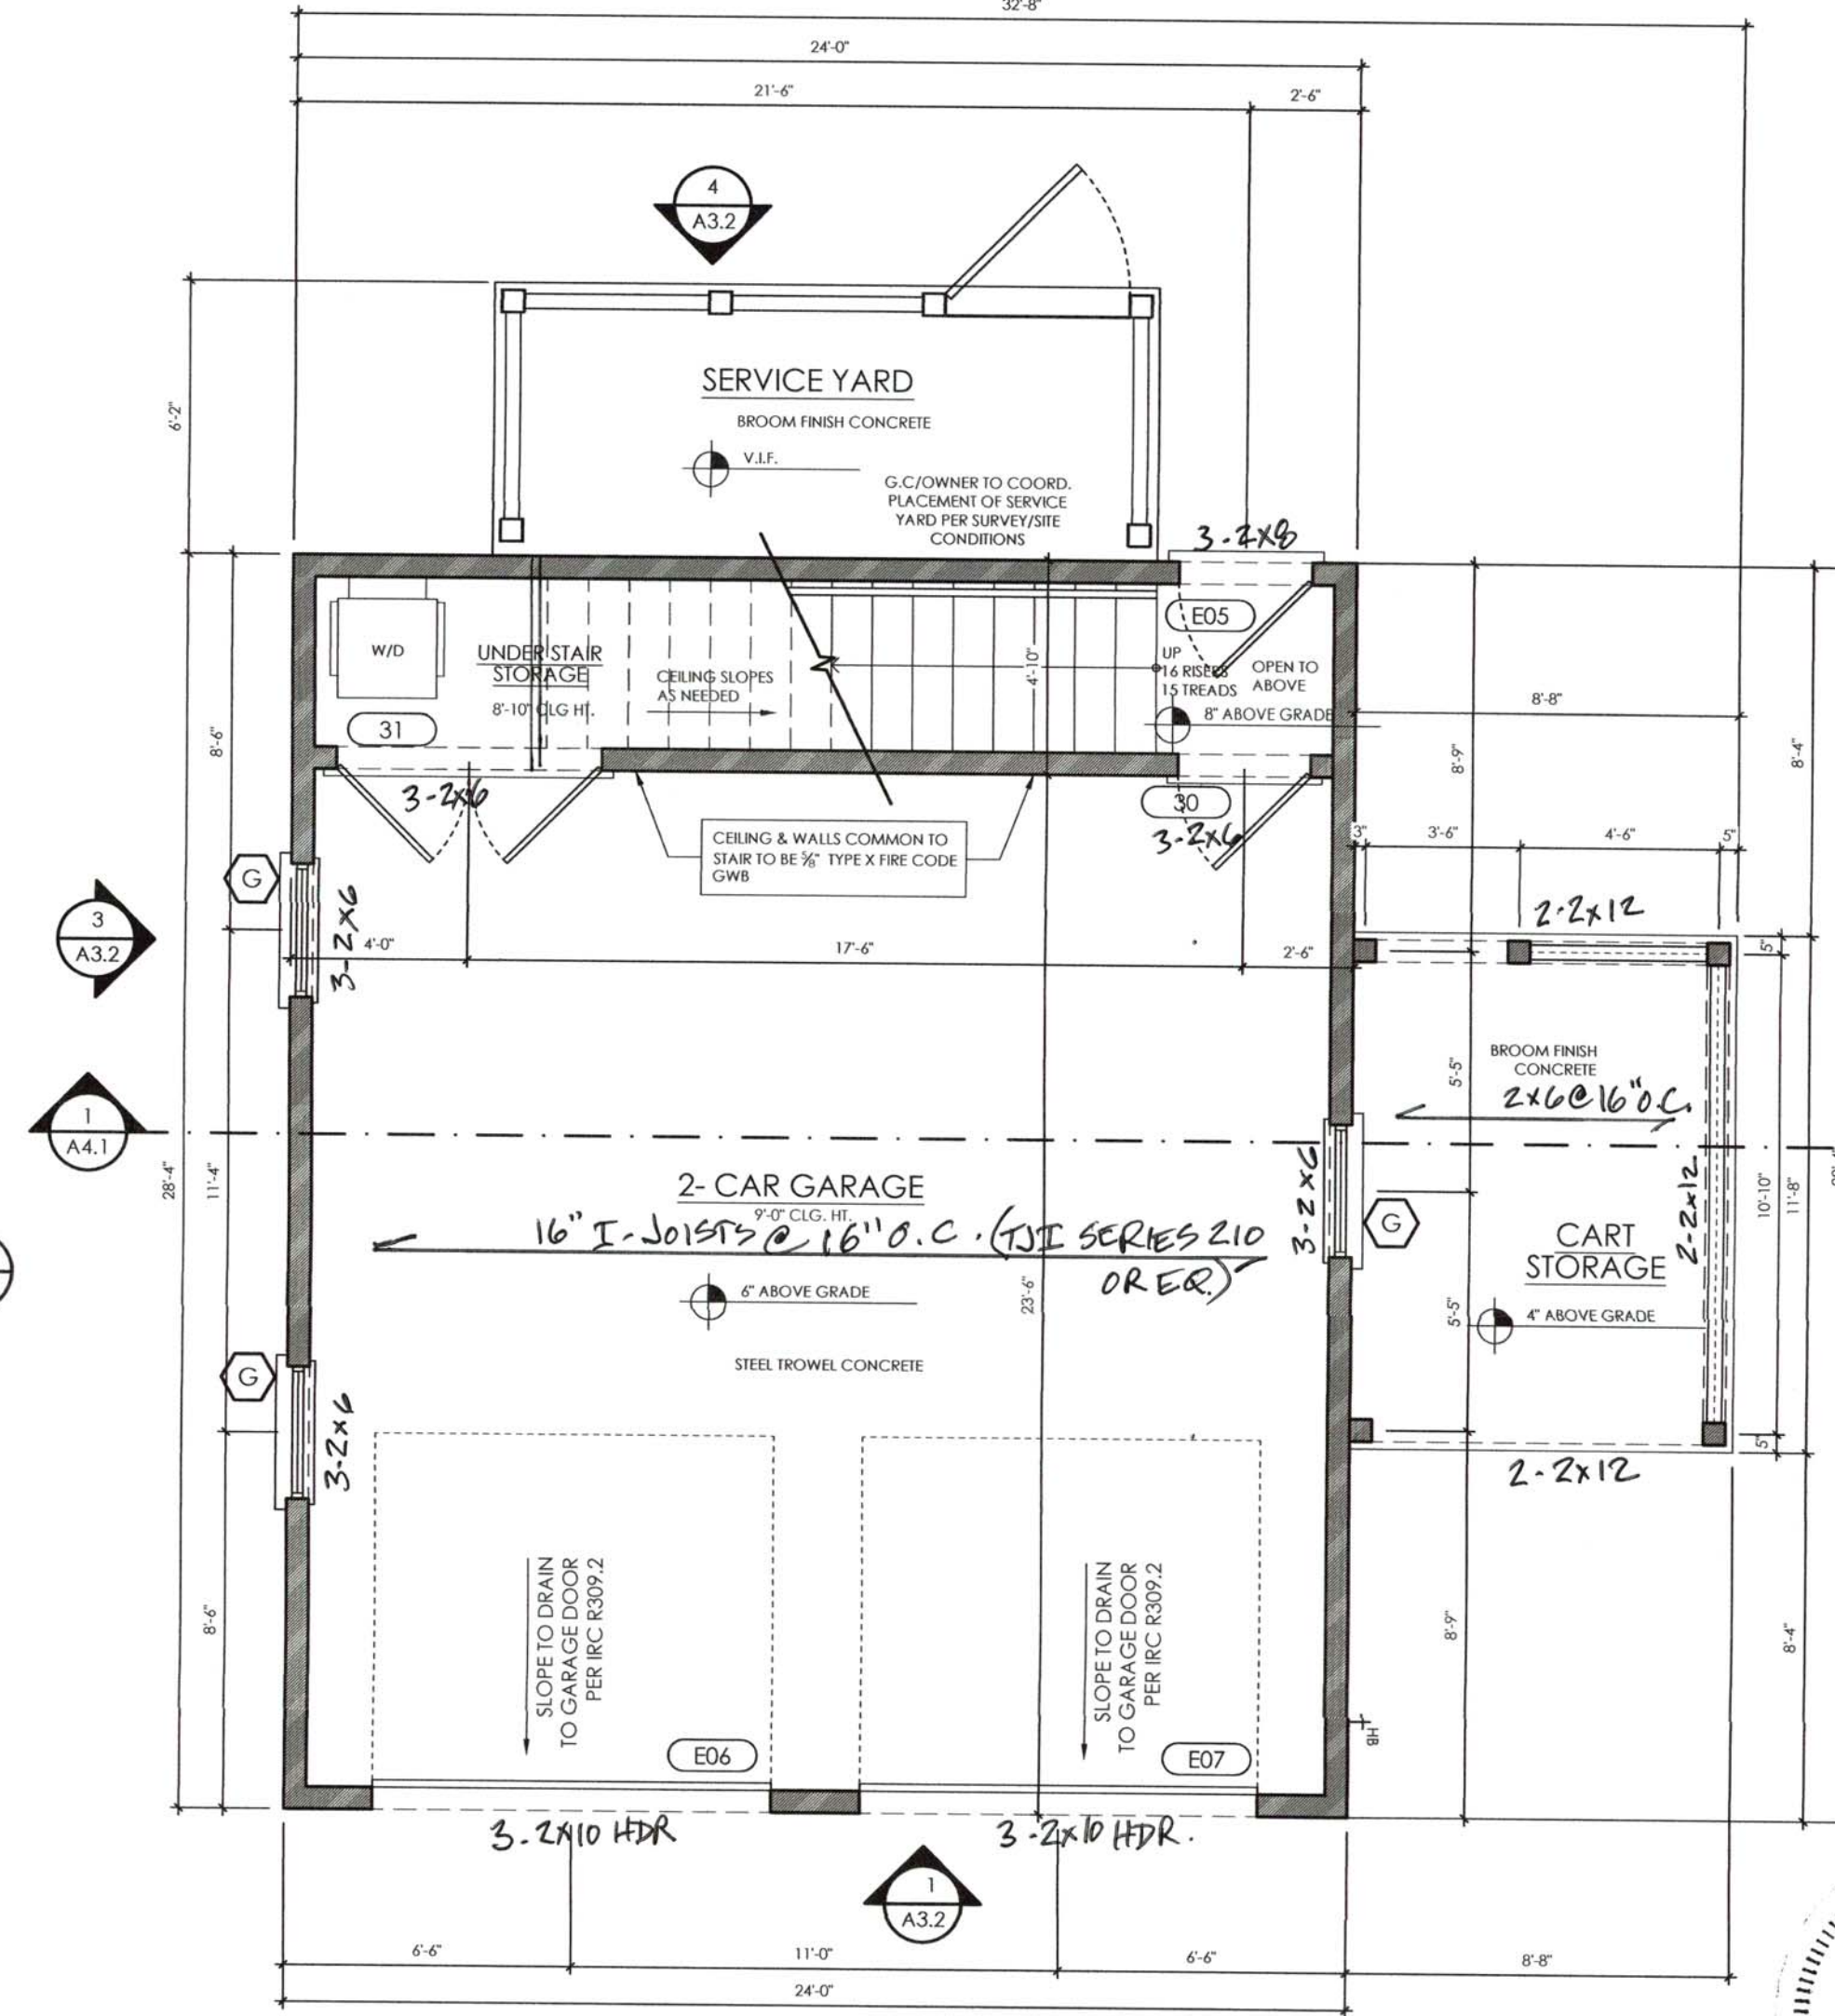 32'-8"
24'-0"
21'-6"
2'-6"
4
A3.2
6'-2"
SERVICE YARD
BROOM FINISH CONCRETE
V.I.F.
G.C/OWNER TO COORD.
PLACEMENT OF SERVICE
YARD PER SURVEY/SITE
CONDITIONS
3-2x8
E05
W/D
UNDER STAIR
STORAGE
8'-10" CLG HT.
CEILING SLOPES
AS NEEDED
4'-10"
UP
16 RISERS
15 TREADS
OPEN TO
ABOVE
8" ABOVE GRADE
31
30
8'-6"
8'-9"
8'-8"
8'-4"
3-2x6
3-2x6
CEILING & WALLS COMMON TO
STAIR TO BE ⅝" TYPE X FIRE CODE
GWB
3"
3'-6"
4'-6"
5"
G
3
A3.2
3-2x6
4'-0"
17'-6"
2'-6"
2-2x12
5"
BROOM FINISH
CONCRETE
5'-5"
2x6@16"O.C.
1
A4.1
28'-4"
11'-4"
2- CAR GARAGE
9'-0" CLG. HT.
16" I-JOISTS @ 16" O.C. (TJI SERIES 210
OR EQ.)
3-2x6
G
2-2x12
10'-10"
11'-8"
CART
STORAGE
6" ABOVE GRADE
23'-6"
5'-5"
4" ABOVE GRADE
STEEL TROWEL CONCRETE
G
3-2x6
5"
2-2x12
8'-6"
SLOPE TO DRAIN
TO GARAGE DOOR
PER IRC R309.2
SLOPE TO DRAIN
TO GARAGE DOOR
PER IRC R309.2
8'-9"
8'-4"
HB
E06
E07
3-2x10 HDR
3-2x10 HDR.
1
A3.2
6'-6"
11'-0"
6'-6"
8'-8"
24'-0"